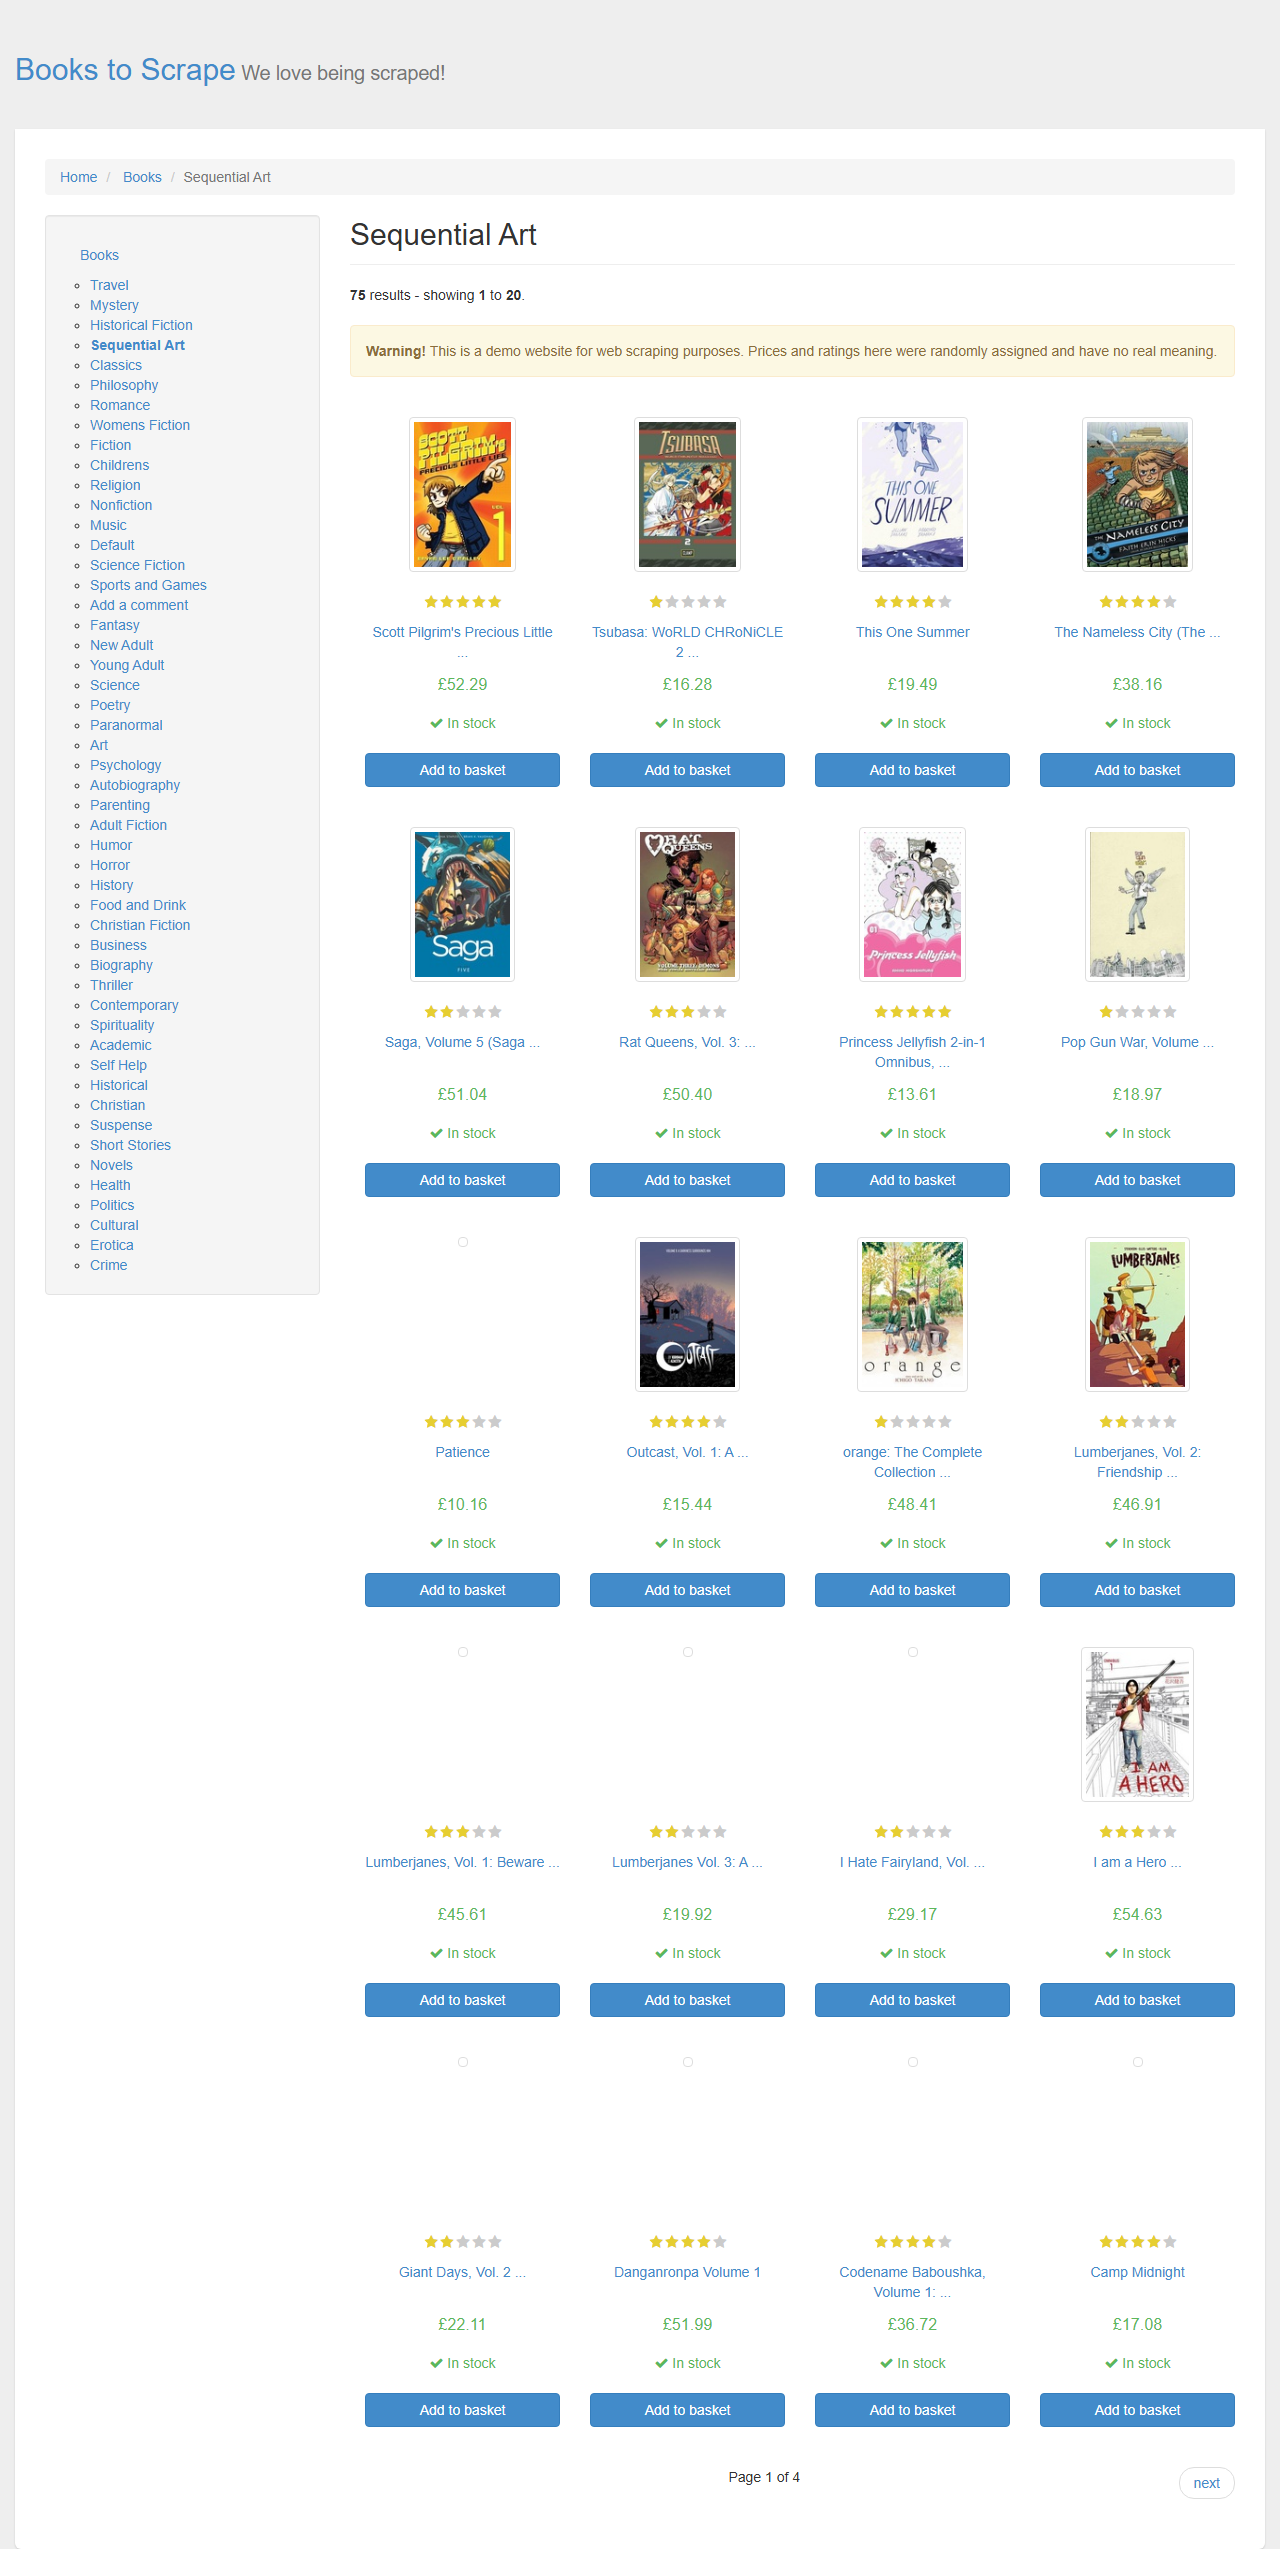 Books to Scrape We love being scraped!
Home / Books / Sequential Art
Books
Travel
Mystery
Historical Fiction
Sequential Art
Classics
Philosophy
Romance
Womens Fiction
Fiction
Childrens
Religion
Nonfiction
Music
Default
Science Fiction
Sports and Games
Add a comment
Fantasy
New Adult
Young Adult
Science
Poetry
Paranormal
Art
Psychology
Autobiography
Parenting
Adult Fiction
Humor
Horror
History
Food and Drink
Christian Fiction
Business
Biography
Thriller
Contemporary
Spirituality
Academic
Self Help
Historical
Christian
Suspense
Short Stories
Novels
Health
Politics
Cultural
Erotica
Crime
Sequential Art
75 results - showing 1 to 20.
Warning! This is a demo website for web scraping purposes. Prices and ratings here were randomly assigned and have no real meaning.
SCOTT
PILGRIM'S
PRECIOUS LITTLE LIFE
VOL.
1
Scott Pilgrim's Precious Little
...
£52.29
In stock
Add to basket
TSUBASA
2
Tsubasa: WoRLD CHRoNiCLE
2 ...
£16.28
In stock
Add to basket
THIS ONE
SUMMER
This One Summer
£19.49
In stock
Add to basket
THE NAMELESS CITY
FAITH ERIN HICKS
The Nameless City (The ...
£38.16
In stock
Add to basket
Saga
FIVE
Saga, Volume 5 (Saga ...
£51.04
In stock
Add to basket
RAT
QUEENS
VOLUME THREE: DEMONS
Rat Queens, Vol. 3: ...
£50.40
In stock
Add to basket
01
Princess Jellyfish
Princess Jellyfish 2-in-1
Omnibus, ...
£13.61
In stock
Add to basket
Pop Gun War, Volume ...
£18.97
In stock
Add to basket
Patience
£10.16
In stock
Add to basket
OUTCAST
Outcast, Vol. 1: A ...
£15.44
In stock
Add to basket
1
orange
ICHIGO TAKANO
orange: The Complete
Collection ...
£48.41
In stock
Add to basket
LUMBERJANES
Lumberjanes, Vol. 2:
Friendship ...
£46.91
In stock
Add to basket
Lumberjanes, Vol. 1: Beware ...
£45.61
In stock
Add to basket
Lumberjanes Vol. 3: A ...
£19.92
In stock
Add to basket
I Hate Fairyland, Vol. ...
£29.17
In stock
Add to basket
1
I AM
A HERO
I am a Hero ...
£54.63
In stock
Add to basket
Giant Days, Vol. 2 ...
£22.11
In stock
Add to basket
Danganronpa Volume 1
£51.99
In stock
Add to basket
Codename Baboushka,
Volume 1: ...
£36.72
In stock
Add to basket
Camp Midnight
£17.08
In stock
Add to basket
Page 1 of 4
next